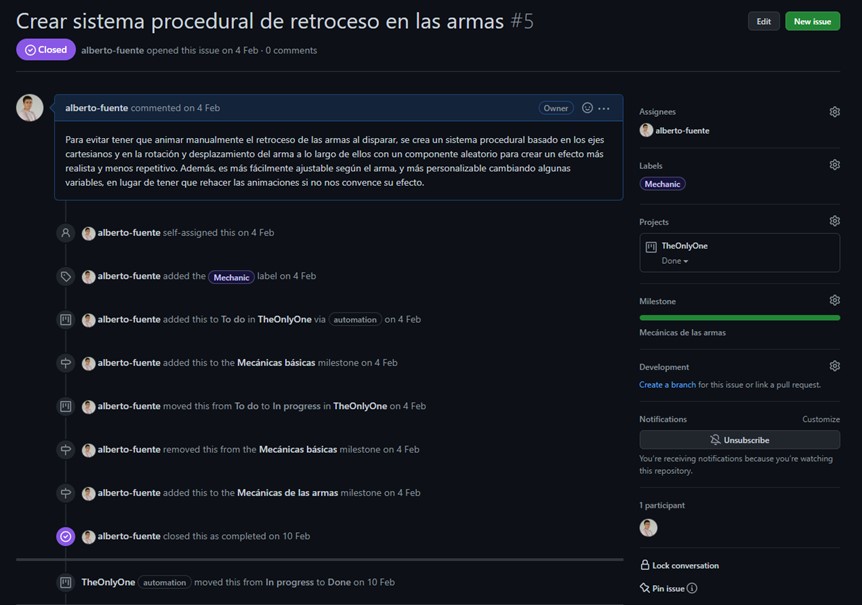 Crear sistema procedural de retroceso en las armas #5
Edit
New issue
Closed
alberto-fuente opened this issue on 4 Feb · 0 comments
alberto-fuente commented on 4 Feb
Owner
Para evitar tener que animar manualmente el retroceso de las armas al disparar, se crea un sistema procedural basado en los ejes
cartesianos y en la rotación y desplazamiento del arma a lo largo de ellos con un componente aleatorio para crear un efecto más
realista y menos repetitivo. Además, es más fácilmente ajustable según el arma, y más personalizable cambiando algunas
variables, en lugar de tener que rehacer las animaciones si no nos convence su efecto.
alberto-fuente self-assigned this on 4 Feb
alberto-fuente added the Mechanic label on 4 Feb
alberto-fuente added this to To do in TheOnlyOne via automation on 4 Feb
alberto-fuente added this to the Mecánicas básicas milestone on 4 Feb
alberto-fuente moved this from To do to In progress in TheOnlyOne on 4 Feb
alberto-fuente removed this from the Mecánicas básicas milestone on 4 Feb
alberto-fuente added this to the Mecánicas de las armas milestone on 4 Feb
alberto-fuente closed this as completed on 10 Feb
TheOnlyOne automation moved this from In progress to Done on 10 Feb
Assignees
alberto-fuente
Labels
Mechanic
Projects
TheOnlyOne
Done
Milestone
Mecánicas de las armas
Development
Create a branch for this issue or link a pull request.
Notifications
Customize
Unsubscribe
You're receiving notifications because you're watching
this repository.
1 participant
Lock conversation
Pin issue